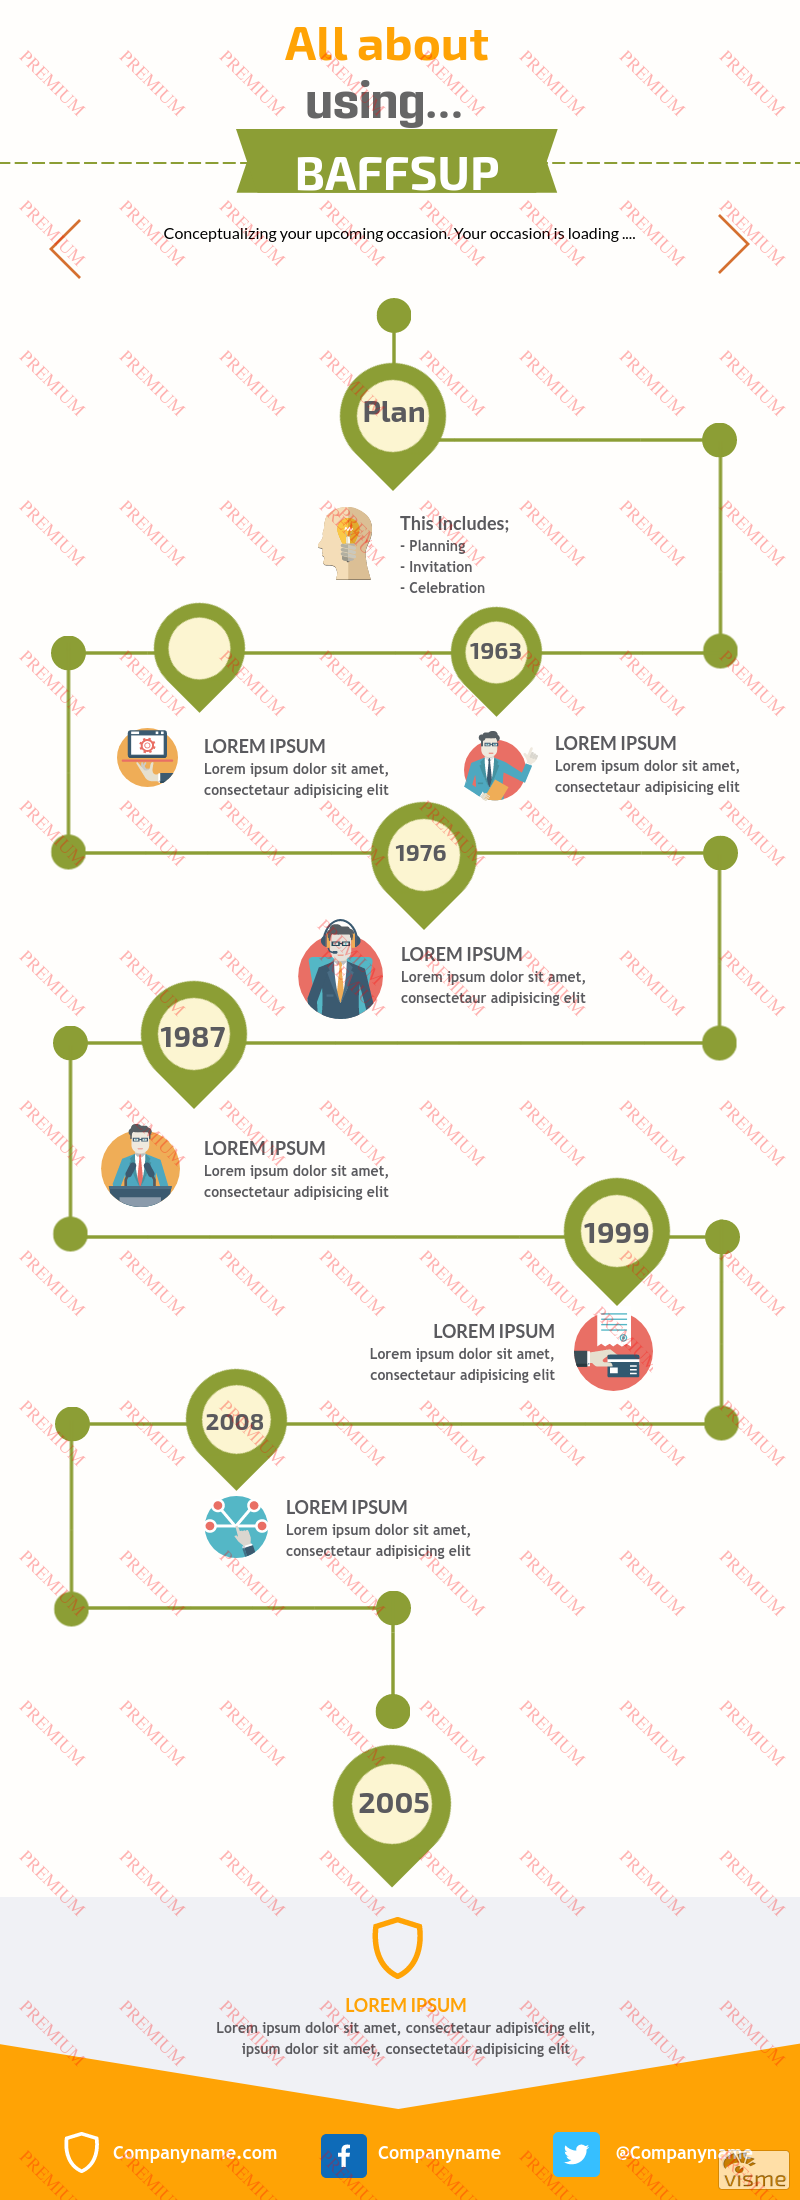 All about
using...
BAFFSUP
Conceptualizing your upcoming occasion. Your occasion is loading ....
Plan
This Includes;
- Planning
- Invitation
- Celebration
1963
LOREM IPSUM
Lorem ipsum dolor sit amet,
consectetaur adipisicing elit
LOREM IPSUM
Lorem ipsum dolor sit amet,
consectetaur adipisicing elit
1976
LOREM IPSUM
Lorem ipsum dolor sit amet,
consectetaur adipisicing elit
1987
LOREM IPSUM
Lorem ipsum dolor sit amet,
consectetaur adipisicing elit
1999
LOREM IPSUM
Lorem ipsum dolor sit amet,
consectetaur adipisicing elit
2008
LOREM IPSUM
Lorem ipsum dolor sit amet,
consectetaur adipisicing elit
2005
LOREM IPSUM
Lorem ipsum dolor sit amet, consectetaur adipisicing elit,
ipsum dolor sit amet, consectetaur adipisicing elit
Companyname.com
Companyname
@Companyname
visme
PREMIUM